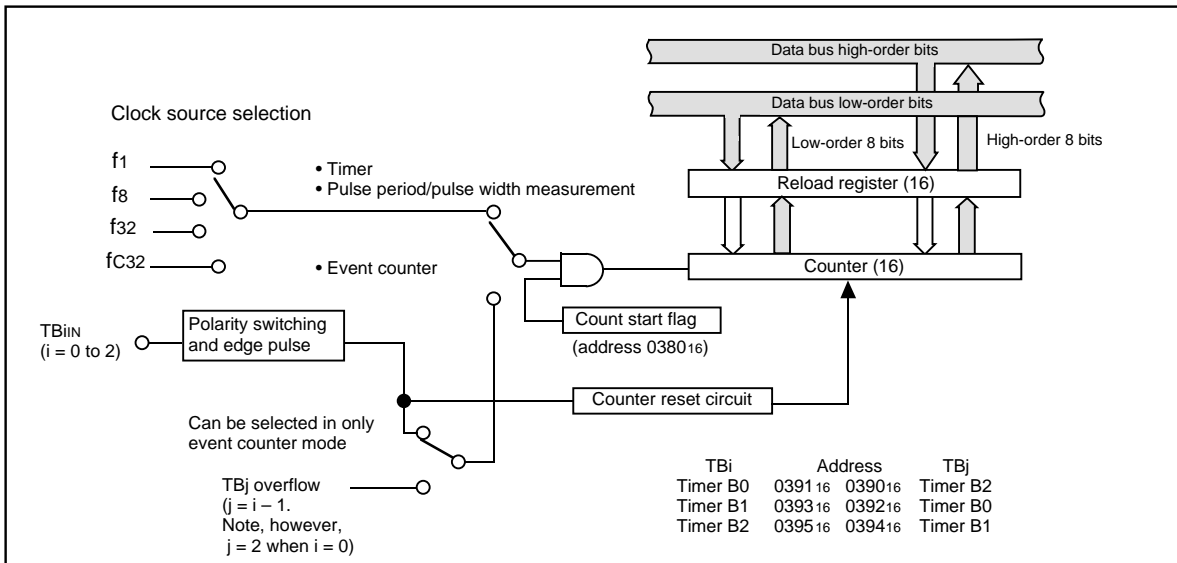 Data bus high-order bits
Data bus low-order bits
Clock source selection
Low-order 8 bits
High-order 8 bits
f1
• Timer
• Pulse period/pulse width measurement
Reload register (16)
f8
f32
fC32
• Event counter
Counter (16)
TBiIN
(i = 0 to 2)
Polarity switching
and edge pulse
Count start flag
(address 038016)
Counter reset circuit
Can be selected in only
event counter mode
TBj overflow
(j = i – 1.
Note, however,
j = 2 when i = 0)
TBi Address TBj
Timer B0 039116 039016 Timer B2
Timer B1 039316 039216 Timer B0
Timer B2 039516 039416 Timer B1